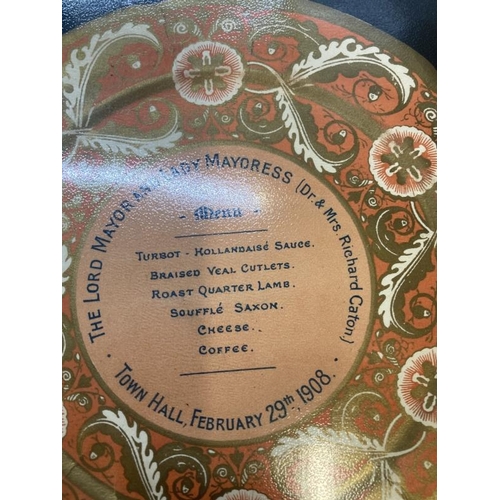 THE LORD MAYOR AND LADY MAYORESS (Dr. & Mrs. Richard Caton.)
- Menu -
TURBOT - HOLLANDAISÉ SAUCE.
BRAISED VEAL CUTLETS.
ROAST QUARTER LAMB.
SOUFFLÉ SAXON.
CHEESE.
COFFEE.
· TOWN HALL, FEBRUARY 29th 1908. ·